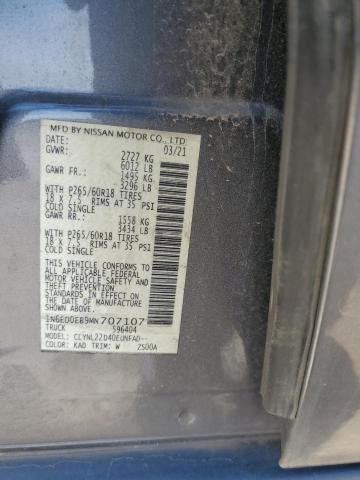 MFD BY NISSAN MOTOR CO., LTD
DATE: 03/21
GVWR: 2727 KG
6012 LB
GAWR FR.: 1495 KG
3296 LB
WITH P265/60R18 TIRES
18 X 7.5 RIMS AT 35 PSI
COLD SINGLE
GAWR RR.: 1558 KG
3434 LB
WITH P265/60R18 TIRES
18 X 7.5 RIMS AT 35 PSI
COLD SINGLE
THIS VEHICLE CONFORMS TO
ALL APPLICABLE FEDERAL
MOTOR VEHICLE SAFETY AND
THEFT PREVENTION
STANDARDS IN EFFECT ON
THE DATE OF MANUFACTURE
SHOWN ABOVE.
1N6ED0EB9MN707107
TRUCK 596404
MODEL: CLYNL22D40EUNFAD--
COLOR: KAD TRIM: W ZS00A